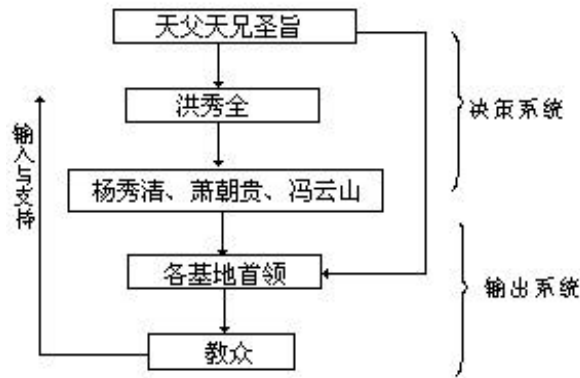 天父天兄圣旨
洪秀全
杨秀清、萧朝贵、冯云山
各基地首领
教众
输入与支持
决策系统
输出系统